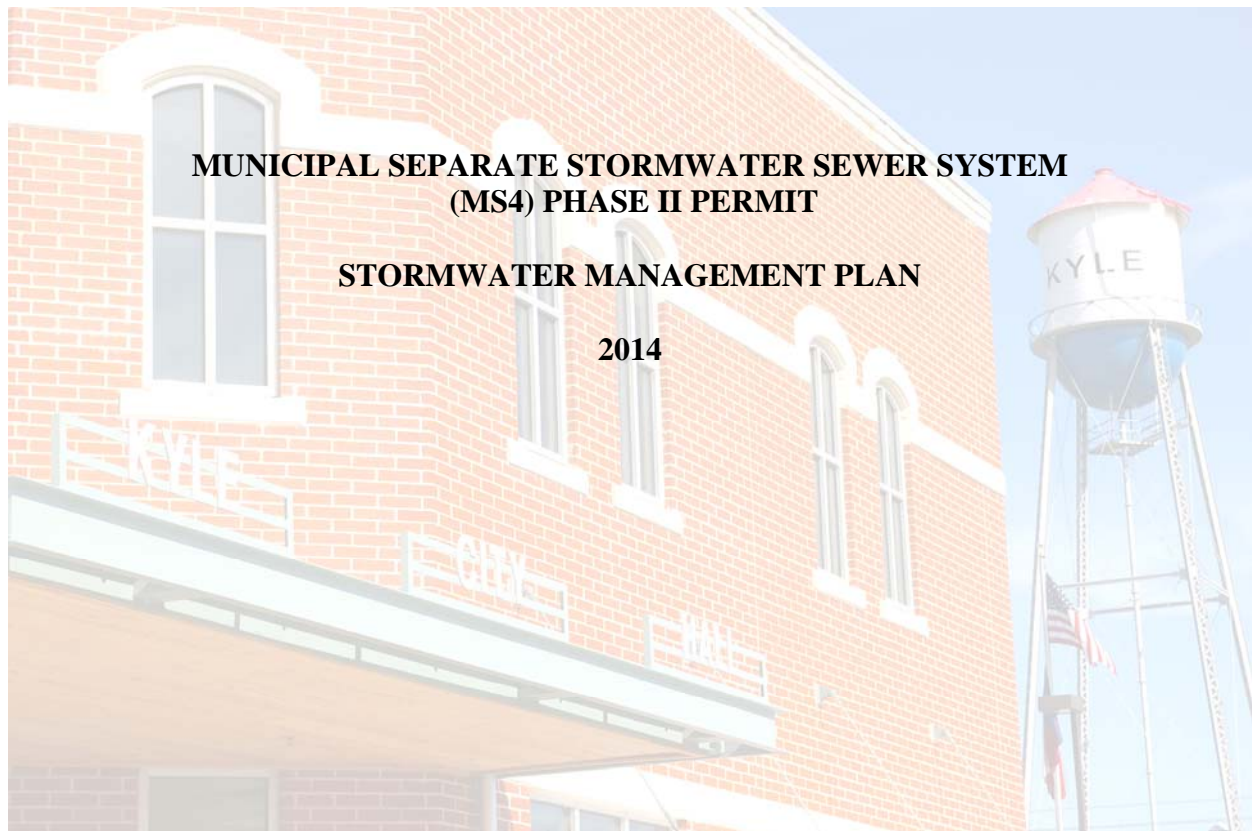 MUNICIPAL SEPARATE STORMWATER SEWER SYSTEM
(MS4) PHASE II PERMIT
STORMWATER MANAGEMENT PLAN
2014
KYLE
KYLE
CITY
HALL